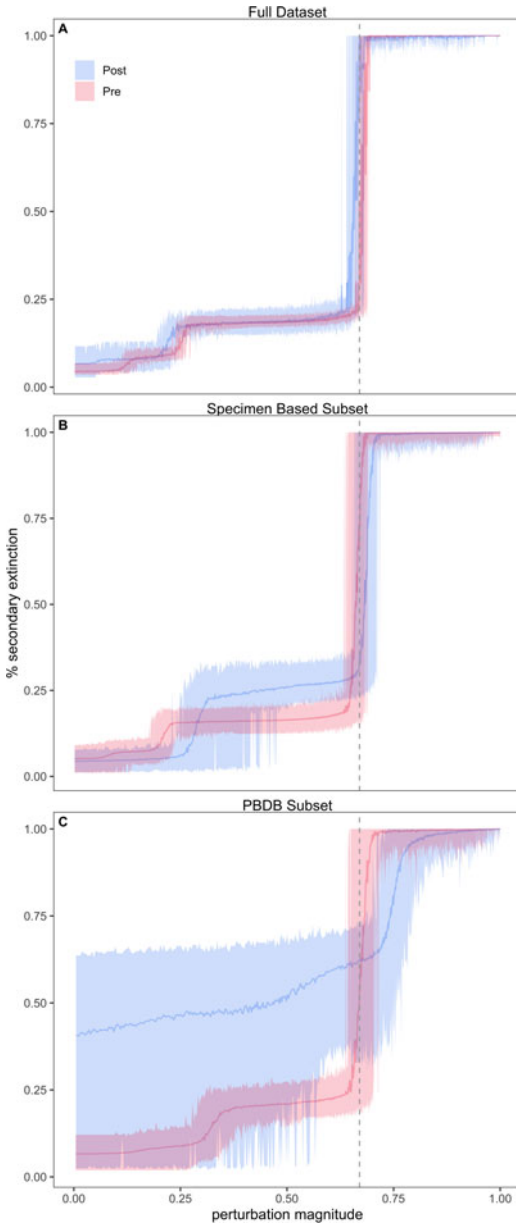 Full Dataset
A
1.00
Post
Pre
0.75
0.50
0.25
0.00
Specimen Based Subset
B
1.00
0.75
% secondary extinction
0.50
0.25
0.00
PBDB Subset
C
1.00
0.75
0.50
0.25
0.00
0.00 0.25 0.50 0.75 1.00
perturbation magnitude